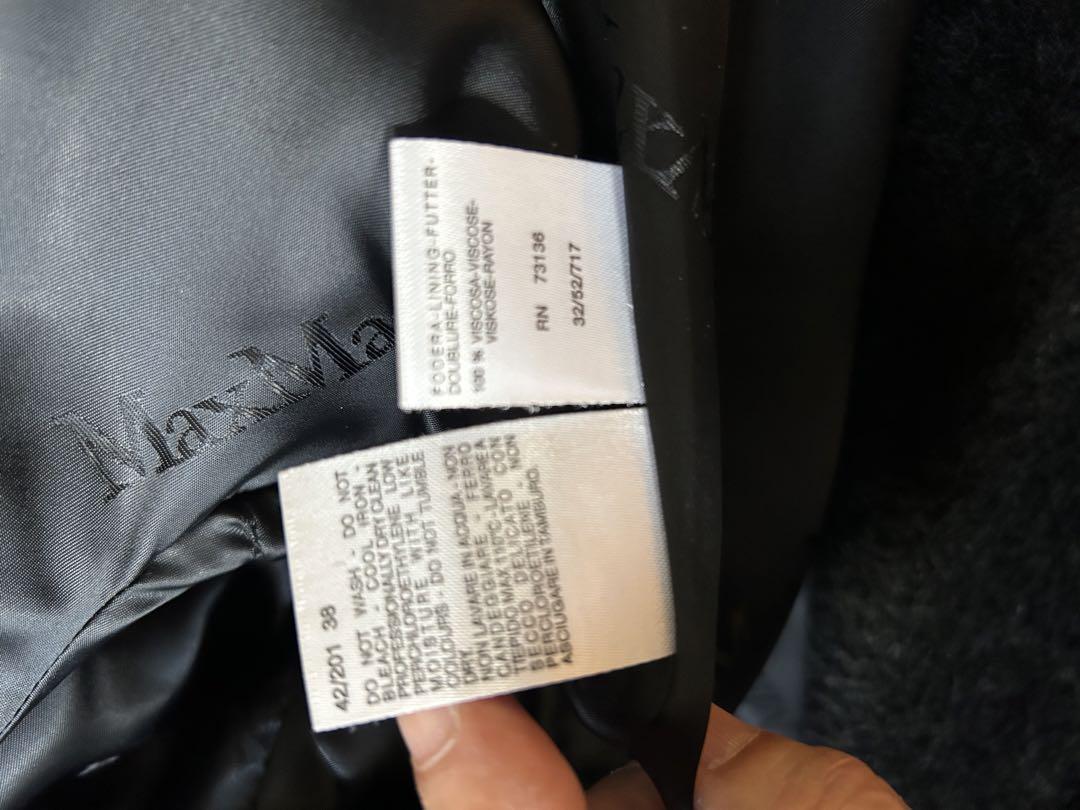 MaxMa
FODERA-LINING-FUTTER-
DOUBLURE-FORRO
100 % VISCOSA-VISCOSE-
VISKOSE-RAYON
RN 73136
32/52/717
42/201 38
DO NOT WASH - DO NOT
BLEACH - COOL IRON -
PROFESSIONALLY DRY CLEAN
PERCHLOROETHYLENE LOW
MOISTURE WITH LIKE
COLOURS - DO NOT TUMBLE
DRY
NON LAVARE IN ACQUA - NON
CANDEGGIARE - FERRO
TIEPIDO MAX 110°C - LAVAREA
SECCO DELICATO CON
PERCLOROETILENE - NON
ASCIUGARE IN TAMBURO.